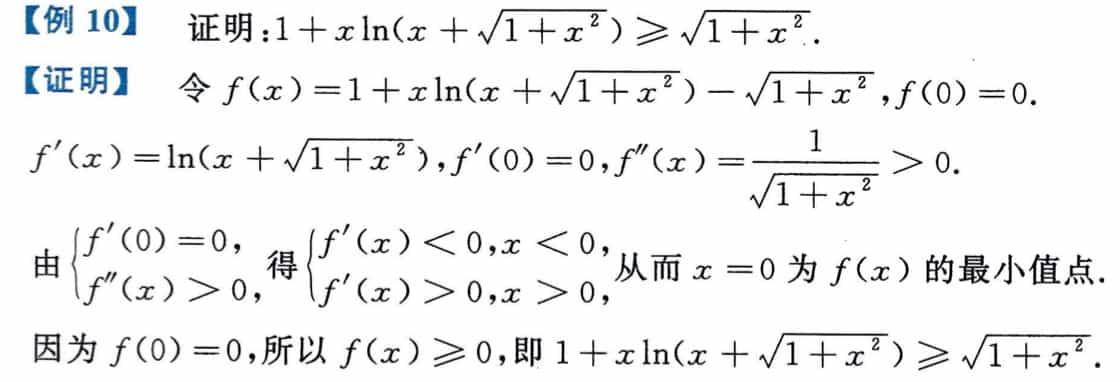 【例 10】 证明:1+xln(x+√(1+x²))⩾√(1+x²).
【证明】 令 f(x)=1+xln(x+√(1+x²))-√(1+x²),f(0)=0.
f′(x)=ln(x+√(1+x²)),f′(0)=0,f″(x)=1/√(1+x²)>0.
由{f′(0)=0, f″(x)>0, 得{f′(x)<0,x<0, f′(x)>0,x>0, 从而 x=0 为 f(x) 的最小值点.
因为 f(0)=0,所以 f(x)⩾0,即 1+xln(x+√(1+x²))⩾√(1+x²).